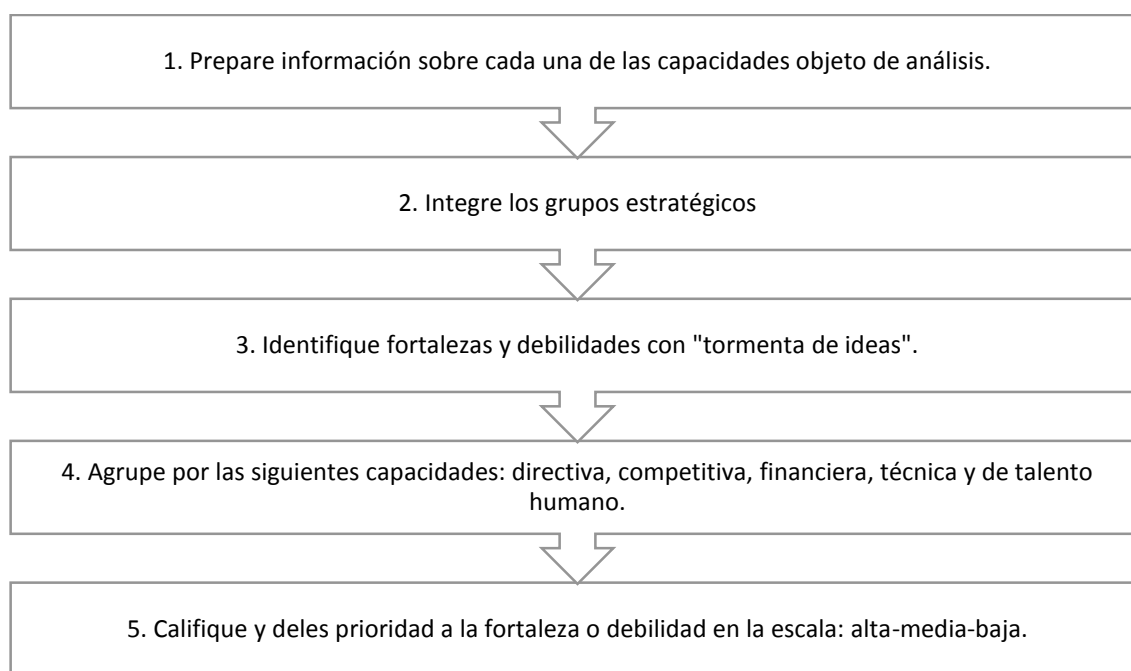 1. Prepare información sobre cada una de las capacidades objeto de análisis.
2. Integre los grupos estratégicos
3. Identifique fortalezas y debilidades con "tormenta de ideas".
4. Agrupe por las siguientes capacidades: directiva, competitiva, financiera, técnica y de talento
humano.
5. Califique y deles prioridad a la fortaleza o debilidad en la escala: alta-media-baja.